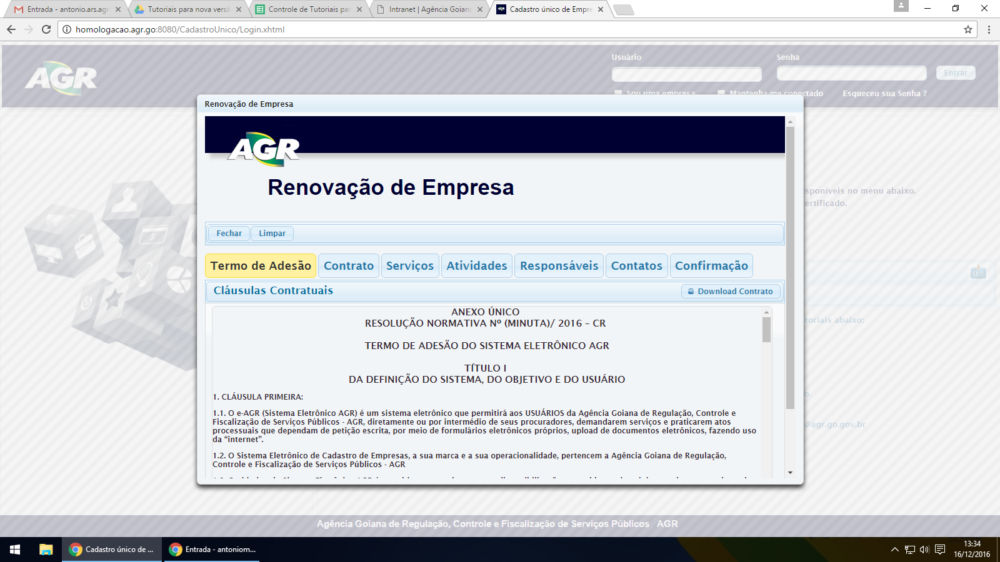 Entrada - antonio.ars.agr
Tutoriais para nova versã
Controle de Tutoriais pa
Intranet | Agência Goian
Cadastro único de Empre
homologacao.agr.go:8080/CadastroUnico/Login.xhtml
AGR
Usuário
Senha
Entrar
Sou uma empresa
Mantenha-me conectado
Esqueceu sua Senha ?
Renovação de Empresa
AGR
Renovação de Empresa
sponíveis no menu abaixo.
ertificado.
Fechar
Limpar
Termo de Adesão
Contrato
Serviços
Atividades
Responsáveis
Contatos
Confirmação
Cláusulas Contratuais
Download Contrato
toriais abaixo:
ANEXO ÚNICO
RESOLUÇÃO NORMATIVA Nº (MINUTA)/ 2016 – CR
TERMO DE ADESÃO DO SISTEMA ELETRÔNICO AGR
TÍTULO I
DA DEFINIÇÃO DO SISTEMA, DO OBJETIVO E DO USUÁRIO
1. CLÁUSULA PRIMEIRA:
1.1. O e-AGR (Sistema Eletrônico AGR) é um sistema eletrônico que permitirá aos USUÁRIOS da Agência Goiana de Regulação, Controle e
Fiscalização de Serviços Públicos - AGR, diretamente ou por intermédio de seus procuradores, demandarem serviços e praticarem atos
processuais que dependam de petição escrita, por meio de formulários eletrônicos próprios, upload de documentos eletrônicos, fazendo uso
da “internet”.
1.2. O Sistema Eletrônico de Cadastro de Empresas, a sua marca e a sua operacionalidade, pertencem a Agência Goiana de Regulação,
Controle e Fiscalização de Serviços Públicos - AGR
o.
@agr.go.gov.br
Agência Goiana de Regulação, Controle e Fiscalização de Serviços Públicos AGR
Cadastro único de ...
Entrada - antoniom...
13:34
16/12/2016